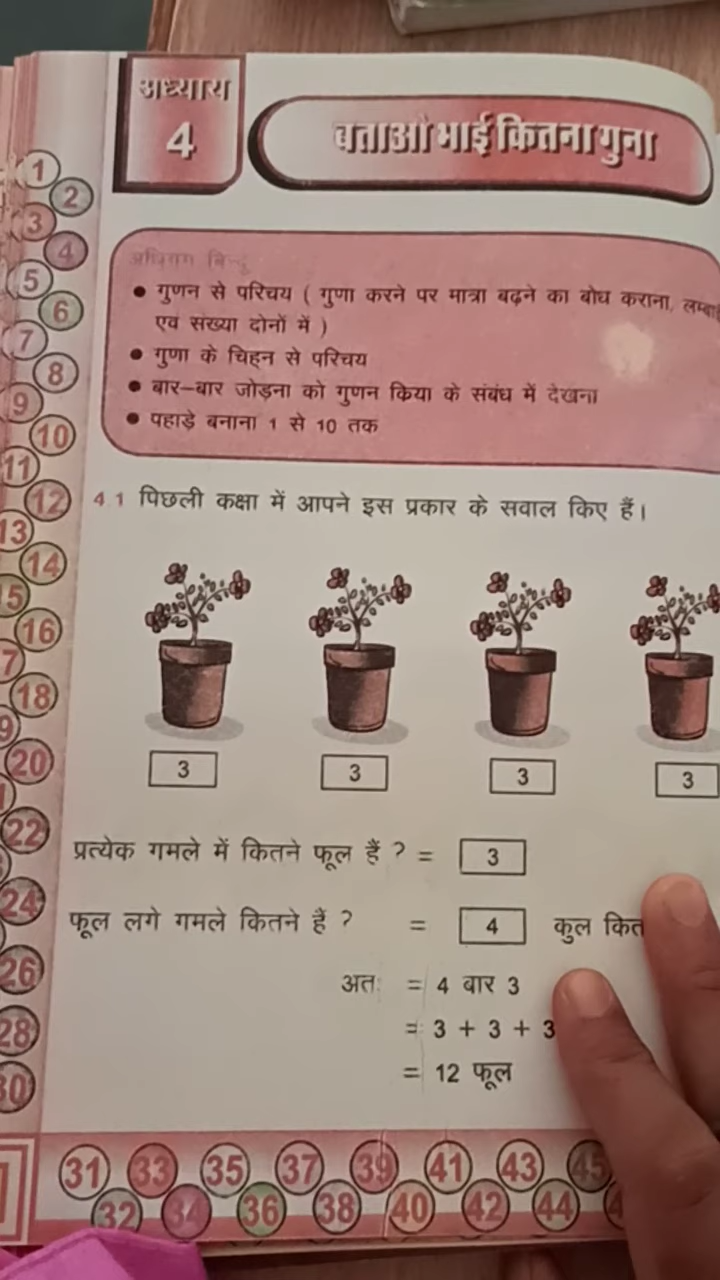 अध्याय
4
बताओ भाई कितना गुना
अधिगम बिन्दु
• गुणन से परिचय ( गुणा करने पर मात्रा बढ़ने का बोध कराना, लम्बाई
एवं संख्या दोनों में )
• गुणा के चिह्न से परिचय
• बार-बार जोड़ना को गुणन क्रिया के संबंध में देखना
• पहाड़े बनाना 1 से 10 तक
4.1 पिछली कक्षा में आपने इस प्रकार के सवाल किए हैं।
3 3 3 3
प्रत्येक गमले में कितने फूल हैं ? = 3
फूल लगे गमले कितने हैं ? = 4 कुल
अतः = 4 बार 3
= 3 + 3 + 3
= 12 फूल
1
2
3
4
5
6
7
8
9
10
11
12
13
14
16
18
20
22
24
26
28
31 33 35 37 39 41 43 45
32 34 36 38 40 42 44